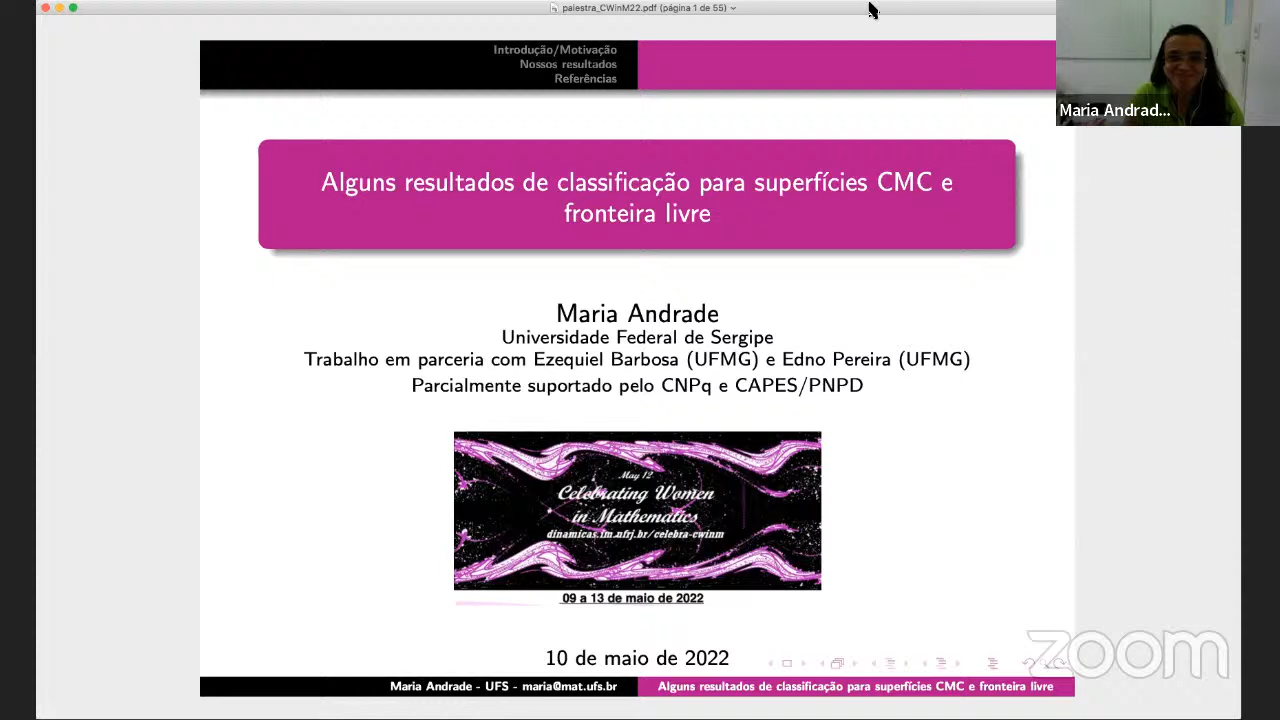 palestra_CWinM22.pdf (página 1 de 55)
Introdução/Motivação
Nossos resultados
Referências
Maria Andrad...
Alguns resultados de classificação para superfícies CMC e
fronteira livre
Maria Andrade
Universidade Federal de Sergipe
Trabalho em parceria com Ezequiel Barbosa (UFMG) e Edno Pereira (UFMG)
Parcialmente suportado pelo CNPq e CAPES/PNPD
May 12
Celebrating Women
in Mathematics
dinamicas.im.ufrj.br/celebra-cwinm
09 a 13 de maio de 2022
10 de maio de 2022
zoom
Maria Andrade - UFS - maria@mat.ufs.br
Alguns resultados de classificação para superfícies CMC e fronteira livre